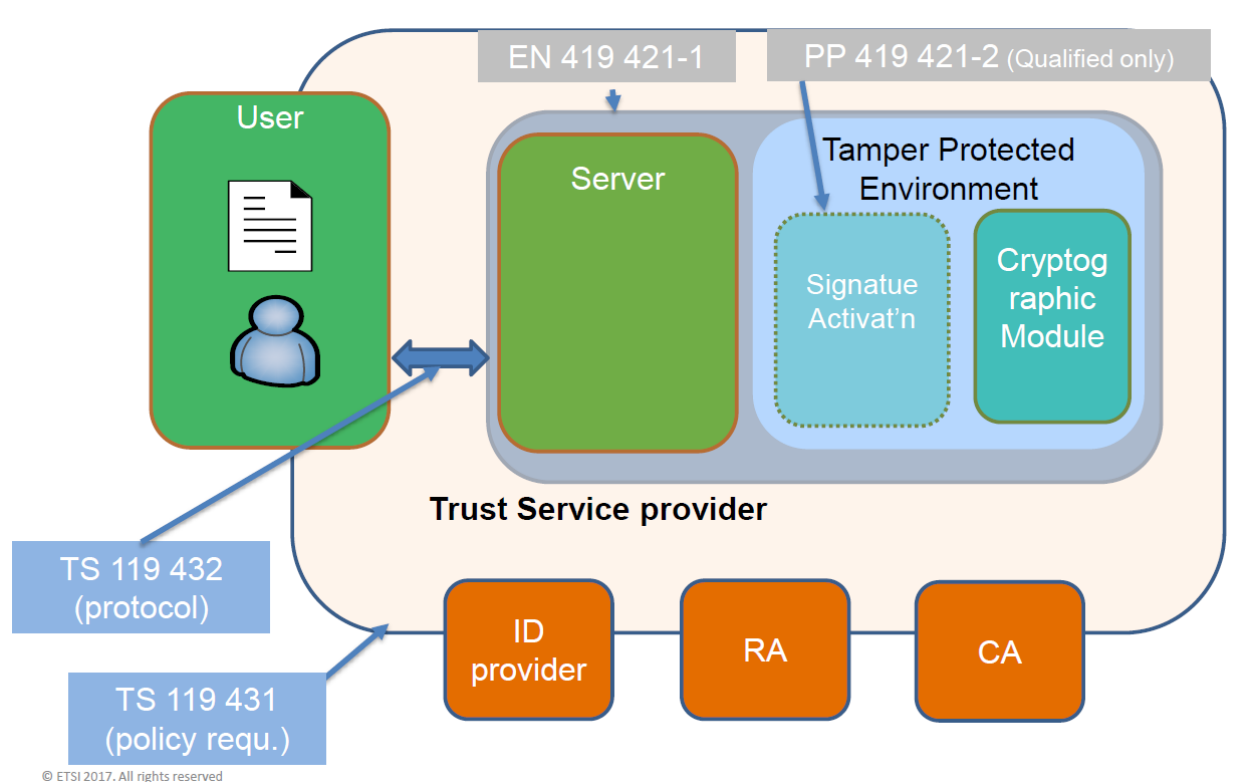 EN 419 421-1
PP 419 421-2 (Qualified only)
User
Server
Tamper Protected
Environment
Signatue
Activat'n
Cryptog
raphic
Module
Trust Service provider
TS 119 432
(protocol)
ID
provider
RA
CA
TS 119 431
(policy requ.)
© ETSI 2017. All rights reserved